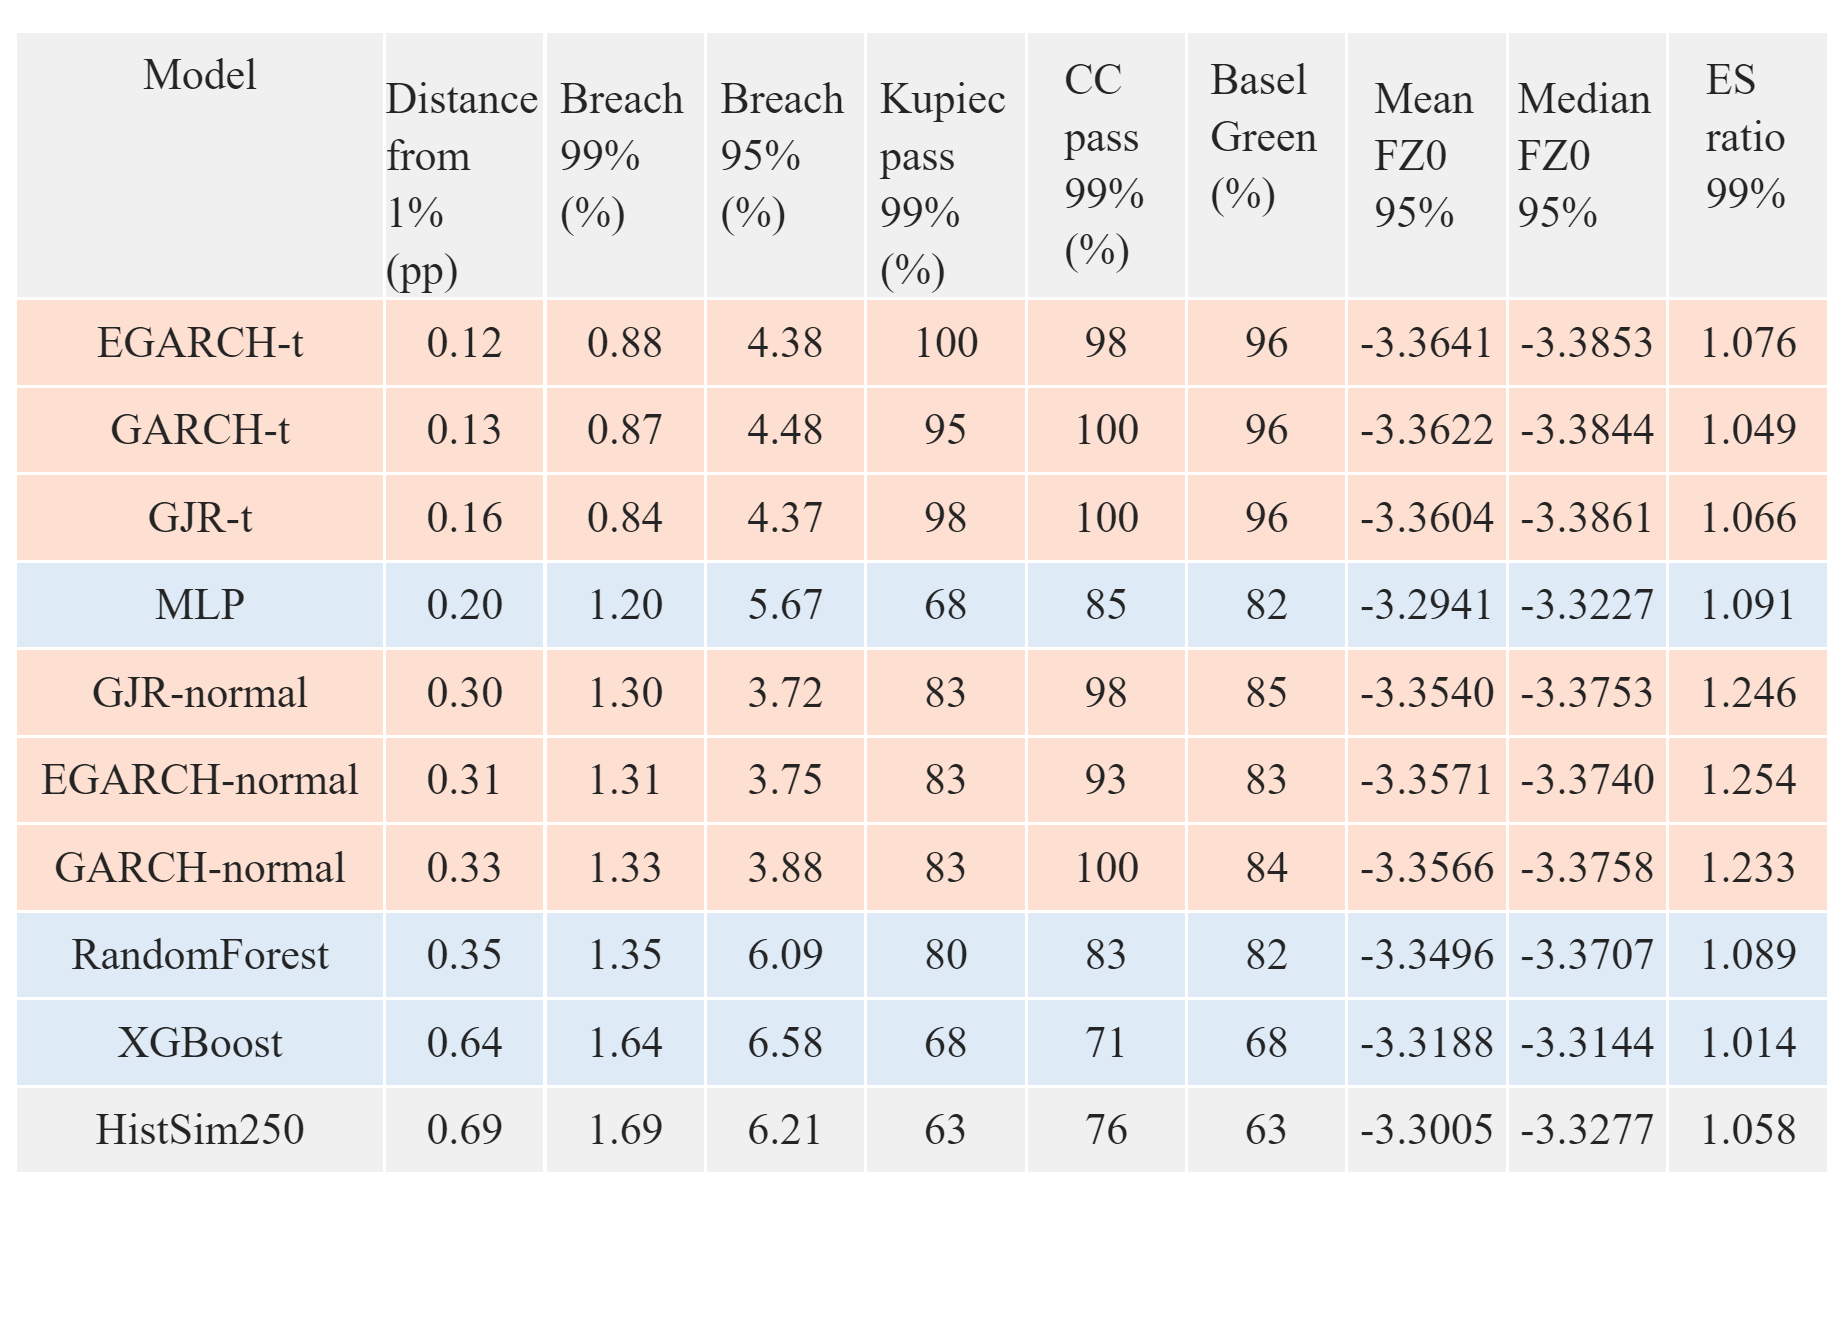 Model Distance from 1% (pp) Breach 99% (%) Breach 95% (%) Kupiec pass 99% (%) CC pass 99% (%) Basel Green (%) Mean FZ0 95% Median FZ0 95% ES ratio 99%
EGARCH-t 0.12 0.88 4.38 100 98 96 -3.3641 -3.3853 1.076
GARCH-t 0.13 0.87 4.48 95 100 96 -3.3622 -3.3844 1.049
GJR-t 0.16 0.84 4.37 98 100 96 -3.3604 -3.3861 1.066
MLP 0.20 1.20 5.67 68 85 82 -3.2941 -3.3227 1.091
GJR-normal 0.30 1.30 3.72 83 98 85 -3.3540 -3.3753 1.246
EGARCH-normal 0.31 1.31 3.75 83 93 83 -3.3571 -3.3740 1.254
GARCH-normal 0.33 1.33 3.88 83 100 84 -3.3566 -3.3758 1.233
RandomForest 0.35 1.35 6.09 80 83 82 -3.3496 -3.3707 1.089
XGBoost 0.64 1.64 6.58 68 71 68 -3.3188 -3.3144 1.014
HistSim250 0.69 1.69 6.21 63 76 63 -3.3005 -3.3277 1.058